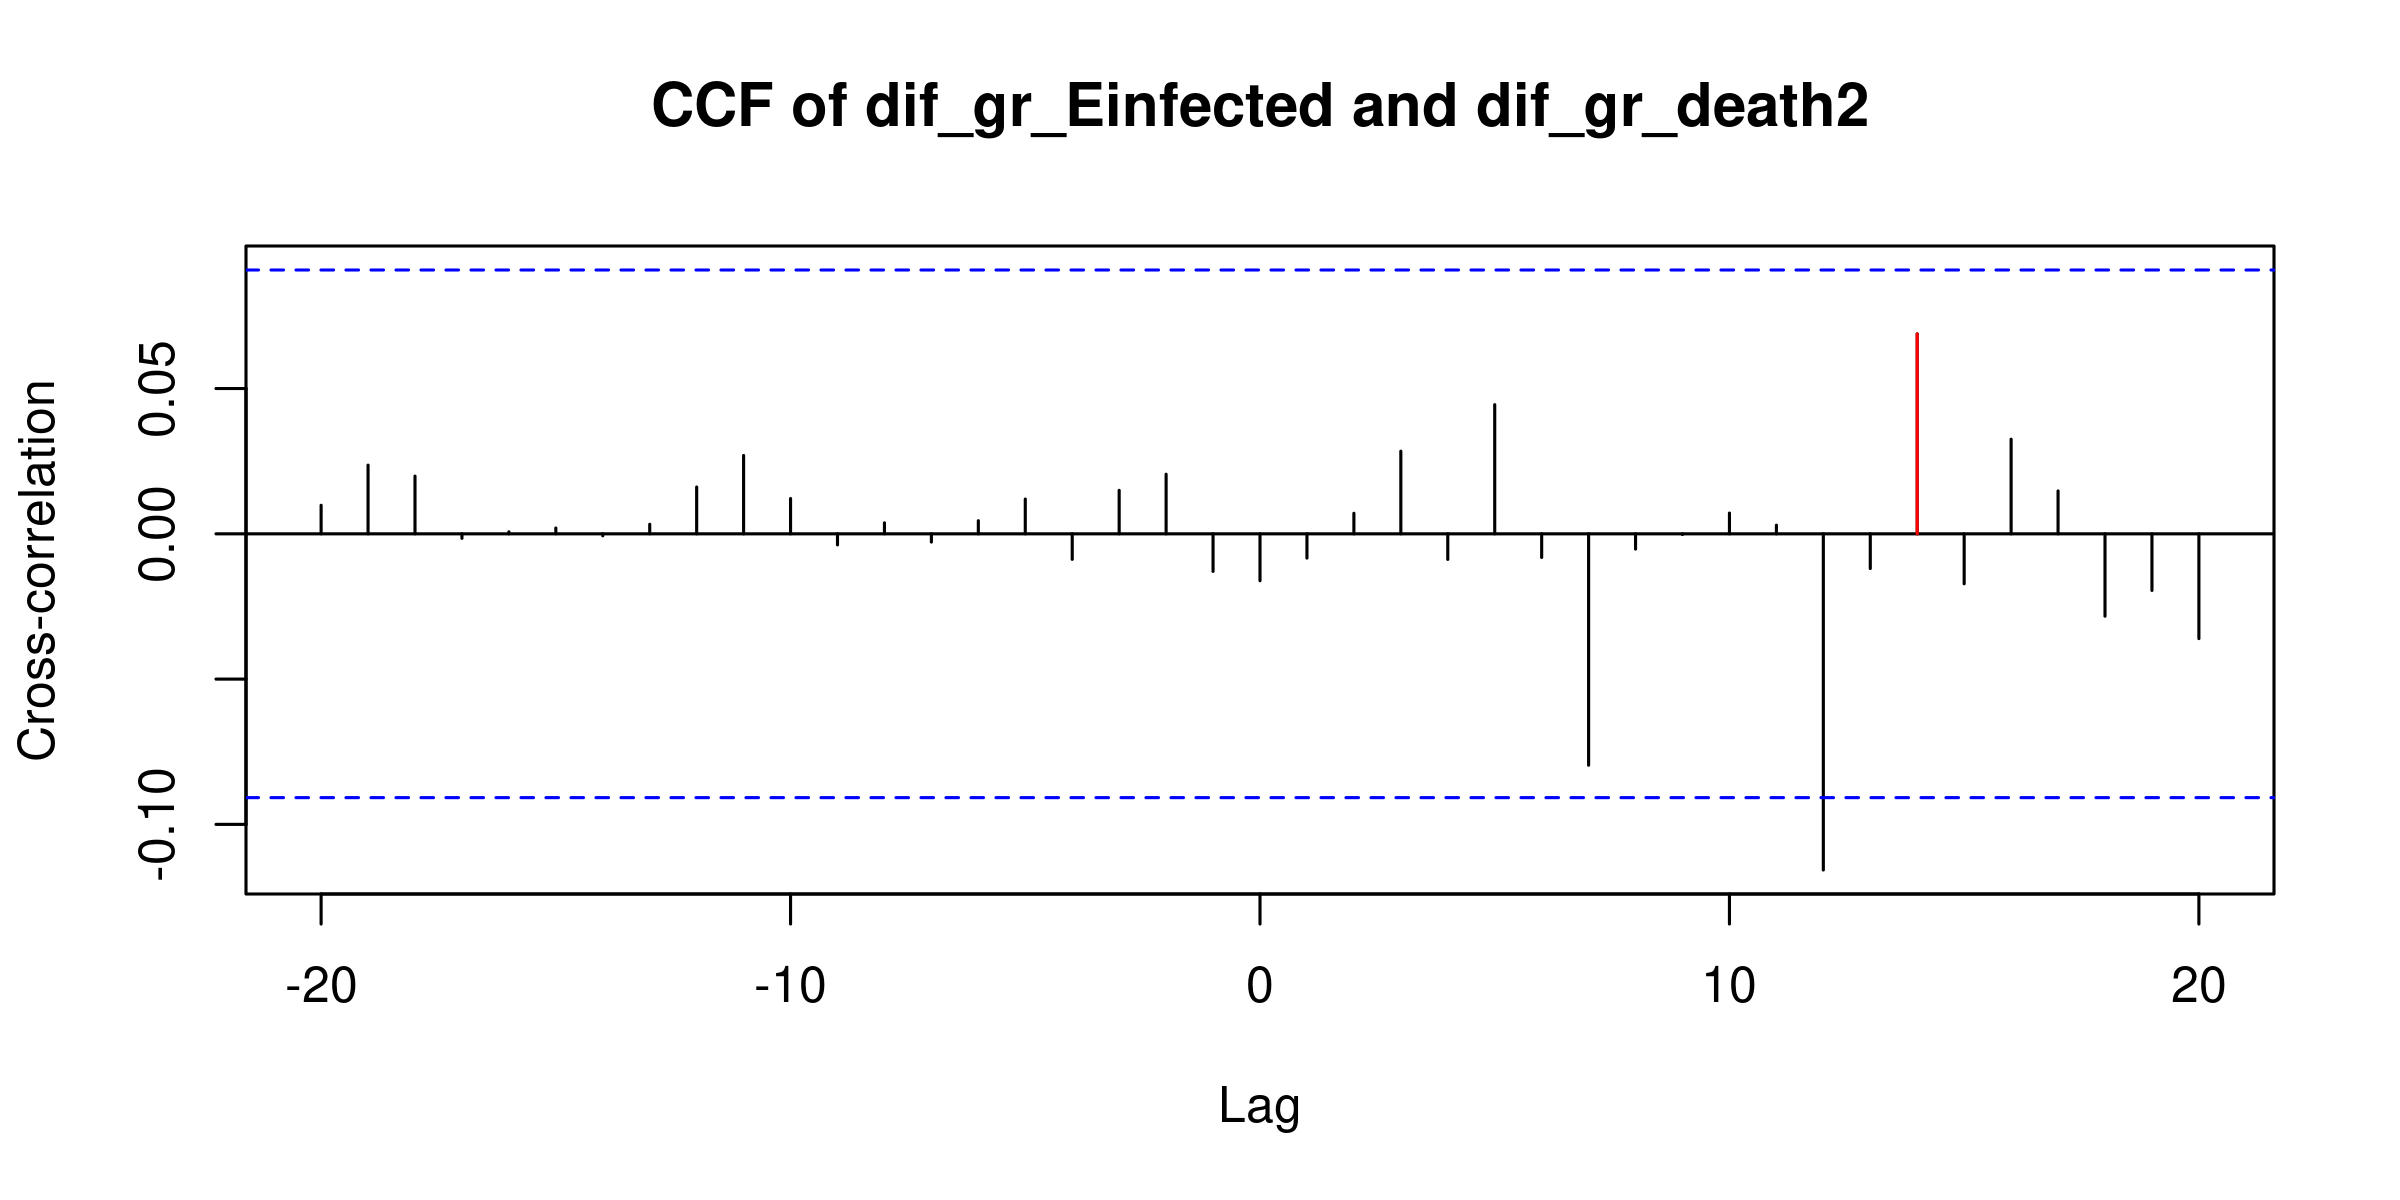 CCF of dif_gr_Einfected and dif_gr_death2
Cross-correlation
0.05
0.00
-0.10
-20 -10 0 10 20
Lag